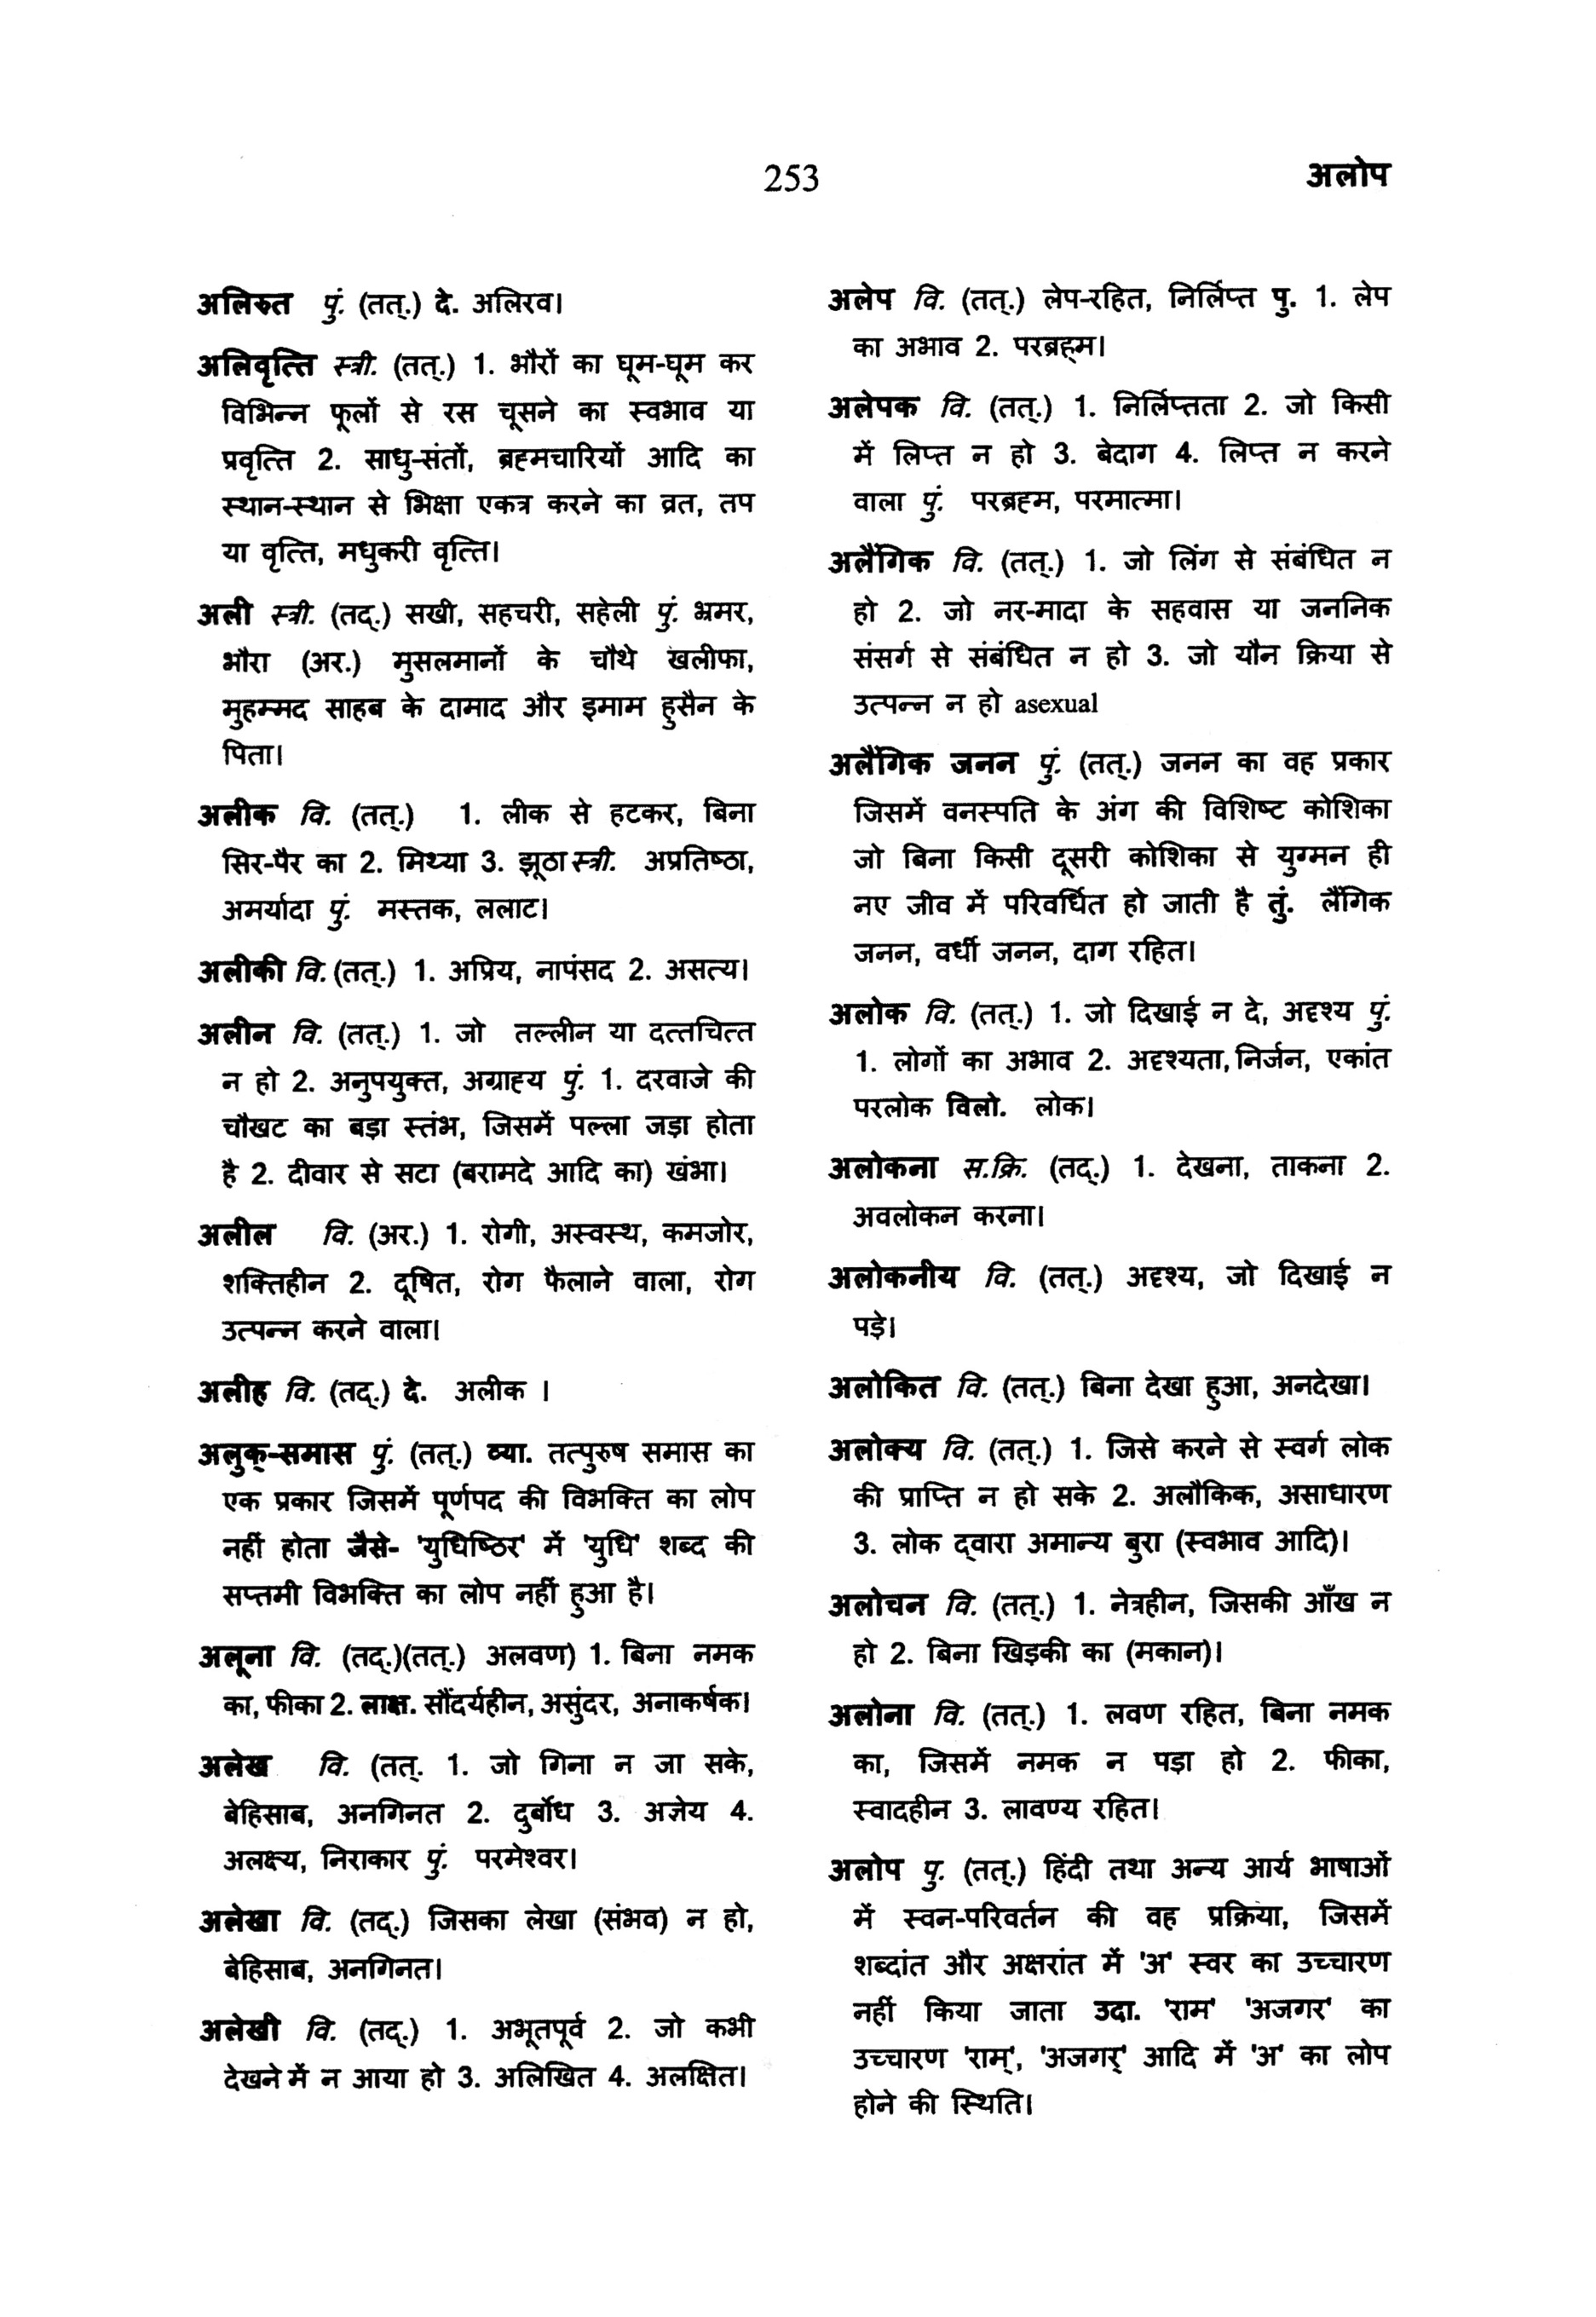 253
अलोप
अलिरुत पुं. (तत्.) दे. अलिरव।
अलिवृत्ति स्त्री. (तत्.) 1. भौरों का घूम-घूम कर
विभिन्न फूलों से रस चूसने का स्वभाव या
प्रवृत्ति 2. साधु-संतों, ब्रह्मचारियों आदि का
स्थान-स्थान से भिक्षा एकत्र करने का व्रत, तप
या वृत्ति, मधुकरी वृत्ति।
अली स्त्री. (तद्.) सखी, सहचरी, सहेली पुं. भ्रमर,
भौरा (अर.) मुसलमानों के चौथे खलीफा,
मुहम्मद साहब के दामाद और इमाम हुसैन के
पिता।
अलीक वि. (तत्.) 1. लीक से हटकर, बिना
सिर-पैर का 2. मिथ्या 3. झूठा स्त्री. अप्रतिष्ठा,
अमर्यादा पुं. मस्तक, ललाट।
अलीकी वि. (तत्.) 1. अप्रिय, नापंसद 2. असत्य।
अलीन वि. (तत्.) 1. जो तल्लीन या दत्तचित्त
न हो 2. अनुपयुक्त, अग्राह्य पुं. 1. दरवाजे की
चौखट का बड़ा स्तंभ, जिसमें पल्ला जड़ा होता
है 2. दीवार से सटा (बरामदे आदि का) खंभा।
अलील वि. (अर.) 1. रोगी, अस्वस्थ, कमजोर,
शक्तिहीन 2. दूषित, रोग फैलाने वाला, रोग
उत्पन्न करने वाला।
अलीह वि. (तद्.) दे. अलीक ।
अलुक्-समास पुं. (तत्.) व्या. तत्पुरुष समास का
एक प्रकार जिसमें पूर्णपद की विभक्ति का लोप
नहीं होता जैसे- 'युधिष्ठिर' में 'युधि' शब्द की
सप्तमी विभक्ति का लोप नहीं हुआ है।
अलूना वि. (तद्.)(तत्.) अलवण) 1. बिना नमक
का, फीका 2. लाक्ष. सौंदर्यहीन, असुंदर, अनाकर्षक।
अलेख वि. (तत्. 1. जो गिना न जा सके,
बेहिसाब, अनगिनत 2. दुर्बोध 3. अज्ञेय 4.
अलक्ष्य, निराकार पुं. परमेश्वर।
अलेखा वि. (तद्.) जिसका लेखा (संभव) न हो,
बेहिसाब, अनगिनत।
अलेखी वि. (तद्.) 1. अभूतपूर्व 2. जो कभी
देखने में न आया हो 3. अलिखित 4. अलक्षित।
अलेप वि. (तत्.) लेप-रहित, निर्लिप्त पु. 1. लेप
का अभाव 2. परब्रह्म।
अलेपक वि. (तत्.) 1. निर्लिप्तता 2. जो किसी
में लिप्त न हो 3. बेदाग 4. लिप्त न करने
वाला पुं. परब्रह्म, परमात्मा।
अलैंगिक वि. (तत्.) 1. जो लिंग से संबंधित न
हो 2. जो नर-मादा के सहवास या जननिक
संसर्ग से संबंधित न हो 3. जो यौन क्रिया से
उत्पन्न न हो asexual
अलैंगिक जनन पुं. (तत्.) जनन का वह प्रकार
जिसमें वनस्पति के अंग की विशिष्ट कोशिका
जो बिना किसी दूसरी कोशिका से युग्मन ही
नए जीव में परिवर्धित हो जाती है तुं. लैंगिक
जनन, वर्धी जनन, दाग रहित।
अलोक वि. (तत्.) 1. जो दिखाई न दे, अदृश्य पुं.
1. लोगों का अभाव 2. अदृश्यता, निर्जन, एकांत
परलोक विलो. लोक।
अलोकना स.क्रि. (तद्.) 1. देखना, ताकना 2.
अवलोकन करना।
अलोकनीय वि. (तत्.) अदृश्य, जो दिखाई न
पड़े।
अलोकित वि. (तत्.) बिना देखा हुआ, अनदेखा।
अलोक्य वि. (तत्.) 1. जिसे करने से स्वर्ग लोक
की प्राप्ति न हो सके 2. अलौकिक, असाधारण
3. लोक द्वारा अमान्य बुरा (स्वभाव आदि)।
अलोचन वि. (तत्.) 1. नेत्रहीन, जिसकी आँख न
हो 2. बिना खिड़की का (मकान)।
अलोना वि. (तत्.) 1. लवण रहित, बिना नमक
का, जिसमें नमक न पड़ा हो 2. फीका,
स्वादहीन 3. लावण्य रहित।
अलोप पु. (तत्.) हिंदी तथा अन्य आर्य भाषाओं
में स्वन-परिवर्तन की वह प्रक्रिया, जिसमें
शब्दांत और अक्षरांत में 'अ' स्वर का उच्चारण
नहीं किया जाता उदा. 'राम' 'अजगर' का
उच्चारण 'राम्', 'अजगर्' आदि में 'अ' का लोप
होने की स्थिति।